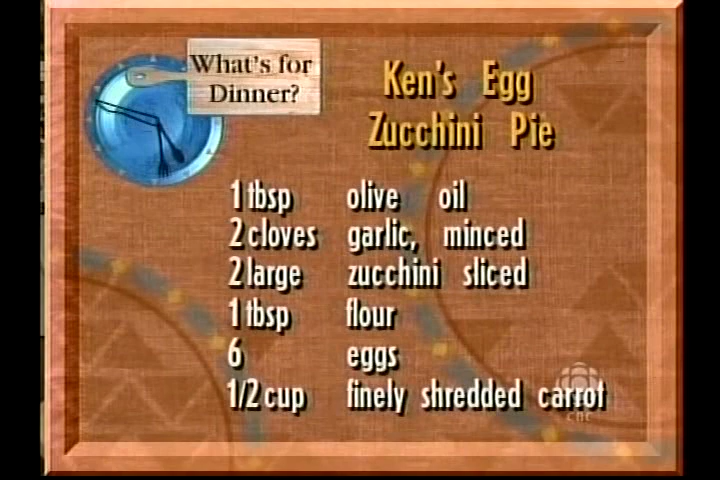 What's for
Dinner?
Ken's Egg
Zucchini Pie
1 tbsp olive oil
2 cloves garlic, minced
2 large zucchini sliced
1 tbsp flour
6 eggs
1/2 cup finely shredded carrot
CBC